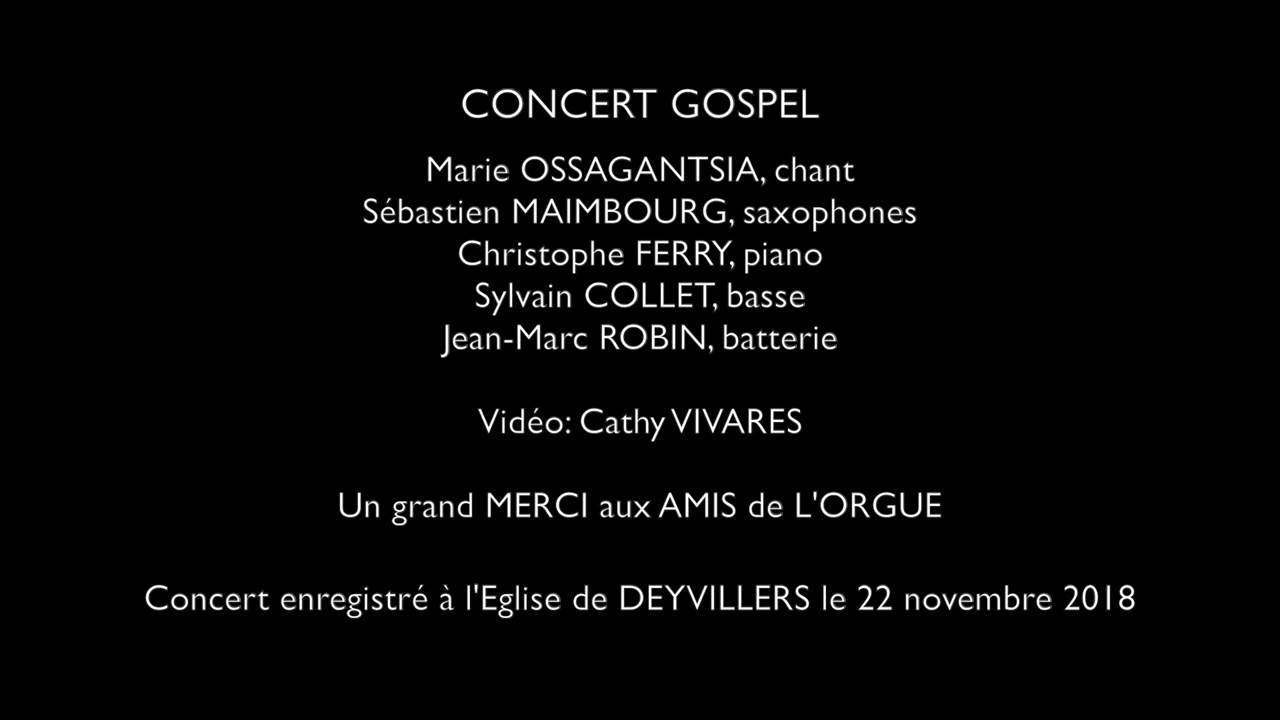 CONCERT GOSPEL
Marie OSSAGANTSIA, chant
Sébastien MAIMBOURG, saxophones
Christophe FERRY, piano
Sylvain COLLET, basse
Jean-Marc ROBIN, batterie
Vidéo: Cathy VIVARES
Un grand MERCI aux AMIS de L'ORGUE
Concert enregistré à l'Eglise de DEYVILLERS le 22 novembre 2018